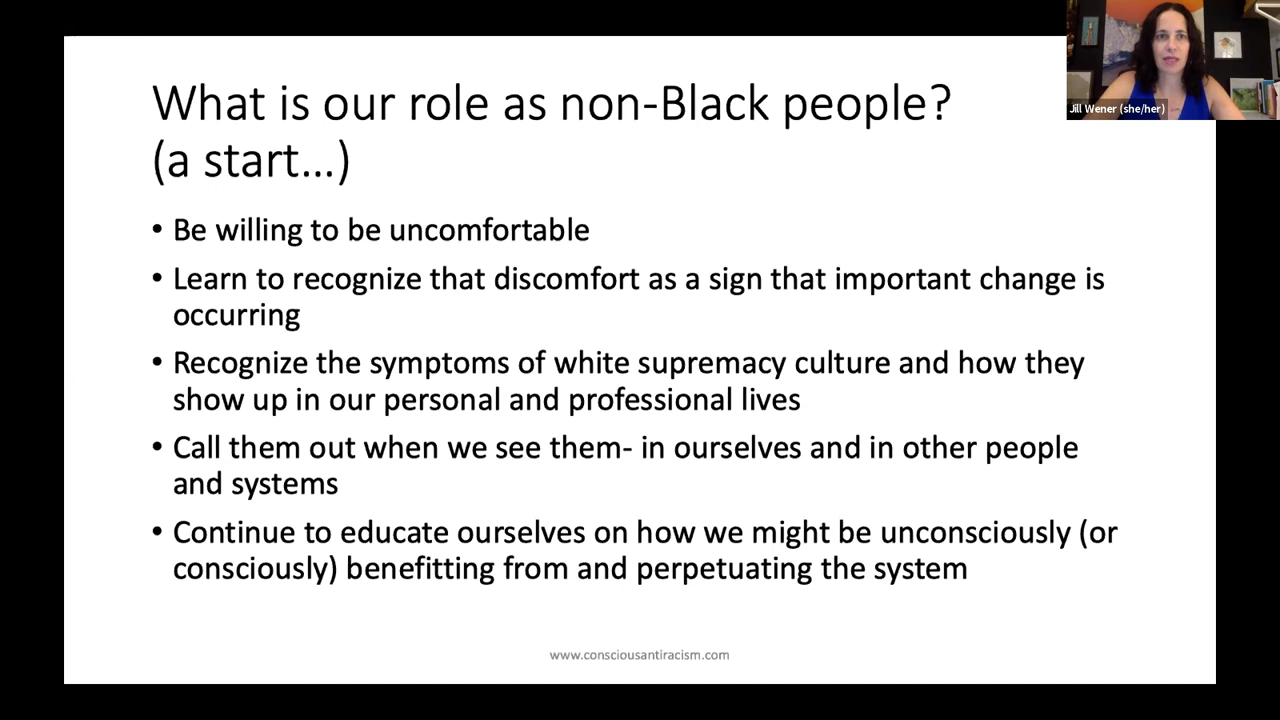 Jill Wener (she/her)
What is our role as non-Black people?
(a start...)
• Be willing to be uncomfortable
• Learn to recognize that discomfort as a sign that important change is
occurring
• Recognize the symptoms of white supremacy culture and how they
show up in our personal and professional lives
• Call them out when we see them- in ourselves and in other people
and systems
• Continue to educate ourselves on how we might be unconsciously (or
consciously) benefitting from and perpetuating the system
www.consciousantiracism.com